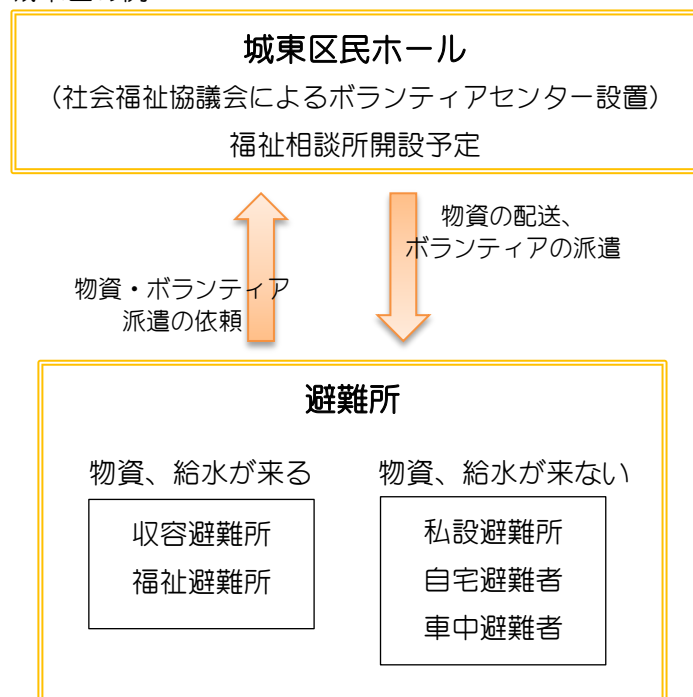 城東区民ホール
（社会福祉協議会によるボランティアセンター設置）
福祉相談所開設予定
物資の配送、
ボランティアの派遣
物資・ボランティア
派遣の依頼
避難所
物資、給水が来る
収容避難所
福祉避難所
物資、給水が来ない
私設避難所
自宅避難者
車中避難者